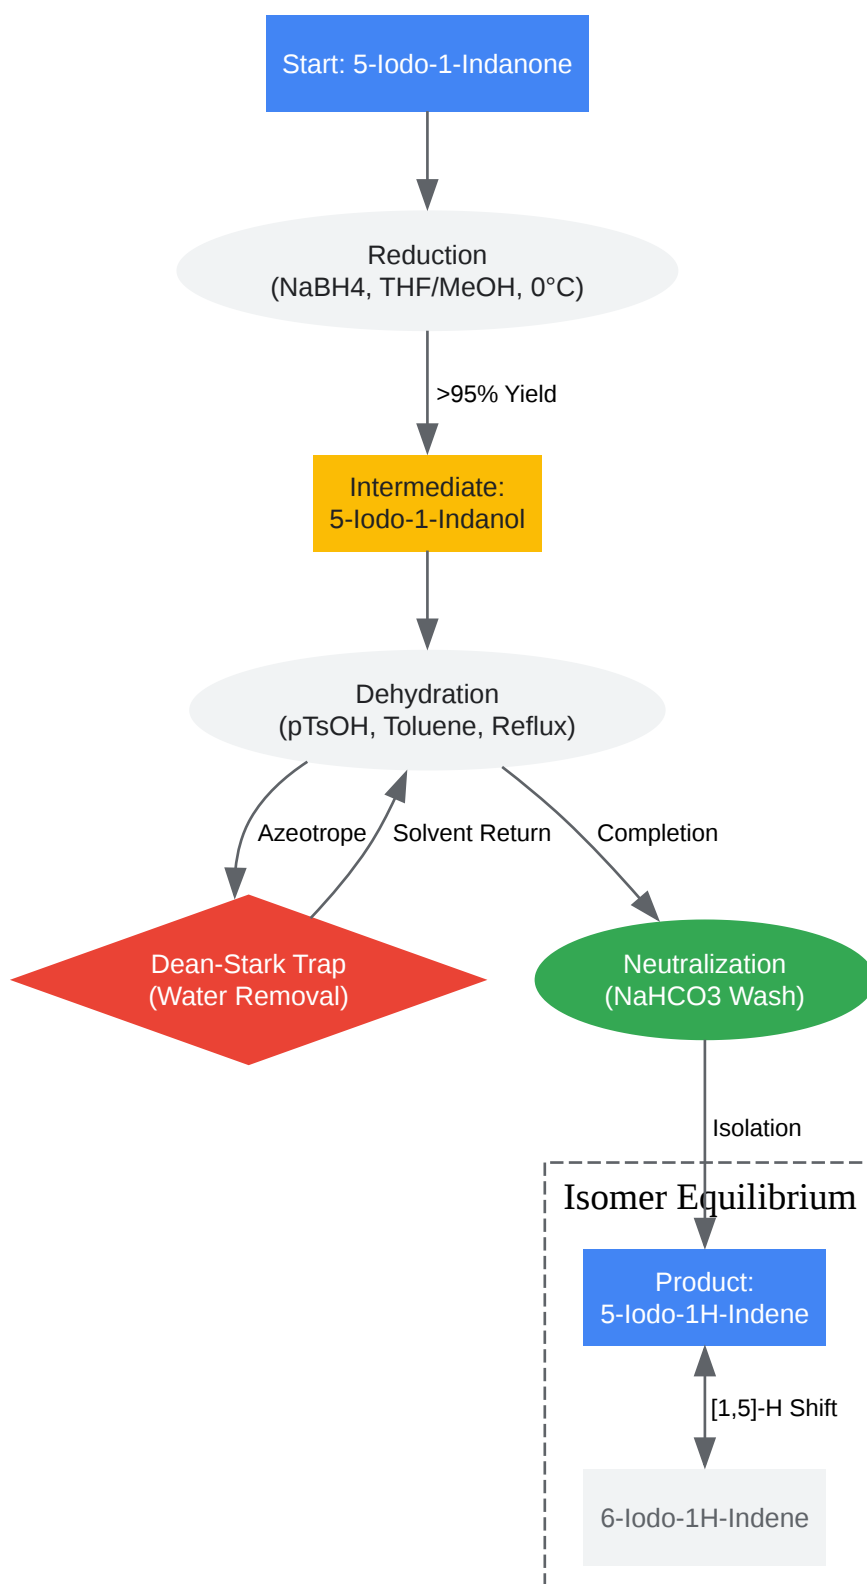 Start: 5-Iodo-1-Indanone
Reduction
(NaBH4, THF/MeOH, 0°C)
>95% Yield
Intermediate:
5-Iodo-1-Indanol
Dehydration
(pTsOH, Toluene, Reflux)
Azeotrope
Solvent Return
Completion
Dean-Stark Trap
(Water Removal)
Neutralization
(NaHCO3 Wash)
Isolation
Isomer Equilibrium
Product:
5-Iodo-1H-Indene
[1,5]-H Shift
6-Iodo-1H-Indene